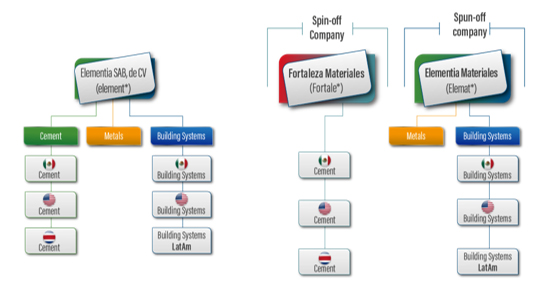 Spin-off
Company
Spun-off
company
Elementia SAB, de CV
(element*)
Cement
Metals
Building Systems
Cement
Building Systems
Cement
Building Systems
Cement
Building Systems
LatAm
Fortaleza Materiales
(Fortale*)
Cement
Cement
Cement
Elementia Materiales
(Elemat*)
Metals
Building Systems
Building Systems
Building Systems
Building Systems
LatAm